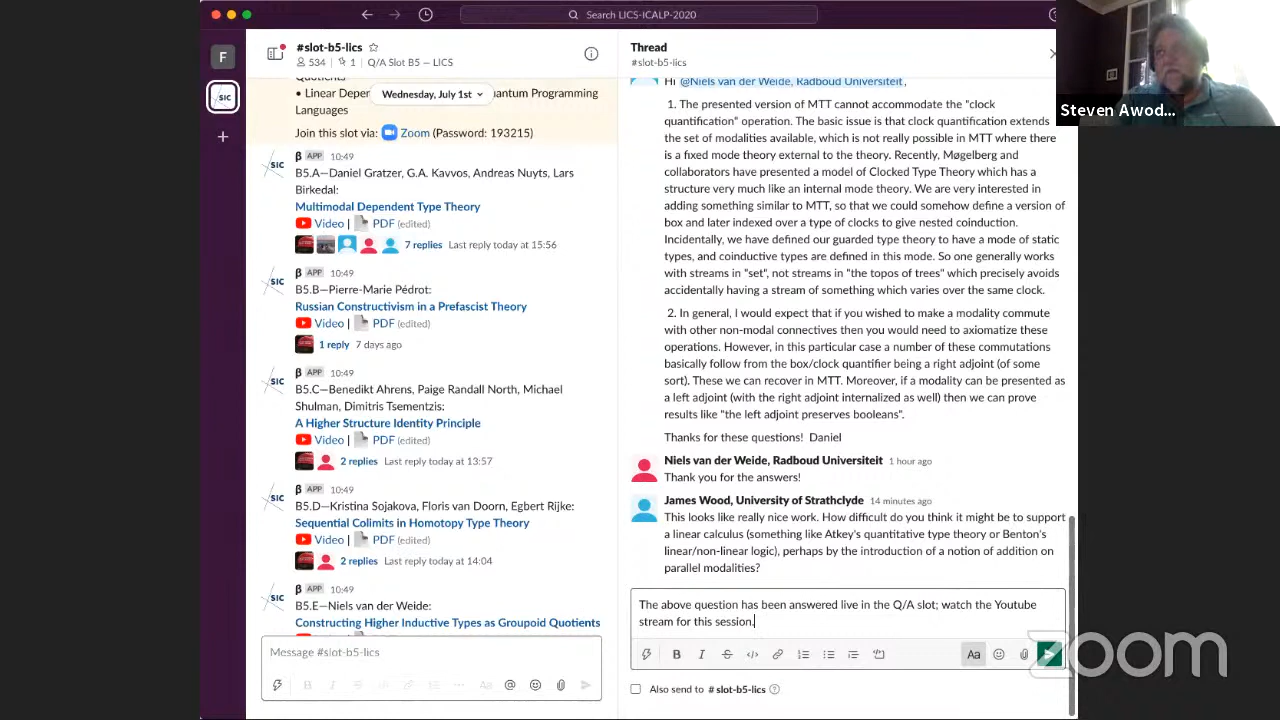 Search LICS-ICALP-2020
F
SIC
#slot-b5-lics
534 | 1 | Q/A Slot B5 — LICS
Quotients
• Linear Depen
Wednesday, July 1st
antum Programming
Languages
Join this slot via: Zoom (Password: 193215)
SIC
β APP 10:49
B5.A—Daniel Gratzer, G.A. Kavvos, Andreas Nuyts, Lars
Birkedal:
Multimodal Dependent Type Theory
Video | PDF (edited)
7 replies Last reply today at 15:56
SIC
β APP 10:49
B5.B—Pierre-Marie Pédrot:
Russian Constructivism in a Prefascist Theory
Video | PDF (edited)
1 reply 7 days ago
SIC
β APP 10:49
B5.C—Benedikt Ahrens, Paige Randall North, Michael
Shulman, Dimitris Tsementzis:
A Higher Structure Identity Principle
Video | PDF (edited)
2 replies Last reply today at 13:57
SIC
β APP 10:49
B5.D—Kristina Sojakova, Floris van Doorn, Egbert Rijke:
Sequential Colimits in Homotopy Type Theory
Video | PDF (edited)
2 replies Last reply today at 14:04
SIC
β APP 10:49
B5.E—Niels van der Weide:
Constructing Higher Inductive Types as Groupoid Quotients
Message #slot-b5-lics
Thread
#slot-b5-lics
Hi @Niels van der Weide, Radboud Universiteit,
1. The presented version of MTT cannot accommodate the "clock
quantification" operation. The basic issue is that clock quantification extends
the set of modalities available, which is not really possible in MTT where there
is a fixed mode theory external to the theory. Recently, Møgelberg and
collaborators have presented a model of Clocked Type Theory which has a
structure very much like an internal mode theory. We are very interested in
adding something similar to MTT, so that we could somehow define a version of
box and later indexed over a type of clocks to give nested coinduction.
Incidentally, we have defined our guarded type theory to have a mode of static
types, and coinductive types are defined in this mode. So one generally works
with streams in "set", not streams in "the topos of trees" which precisely avoids
accidentally having a stream of something which varies over the same clock.
2. In general, I would expect that if you wished to make a modality commute
with other non-modal connectives then you would need to axiomatize these
operations. However, in this particular case a number of these commutations
basically follow from the box/clock quantifier being a right adjoint (of some
sort). These we can recover in MTT. Moreover, if a modality can be presented as
a left adjoint (with the right adjoint internalized as well) then we can prove
results like "the left adjoint preserves booleans".
Thanks for these questions! Daniel
Niels van der Weide, Radboud Universiteit 1 hour ago
Thank you for the answers!
James Wood, University of Strathclyde 14 minutes ago
This looks like really nice work. How difficult do you think it might be to support
a linear calculus (something like Atkey's quantitative type theory or Benton's
linear/non-linear logic), perhaps by the introduction of a notion of addition on
parallel modalities?
The above question has been answered live in the Q/A slot; watch the Youtube
stream for this session.
B I S Aa
Also send to #slot-b5-lics
Steven Awod...
zoom